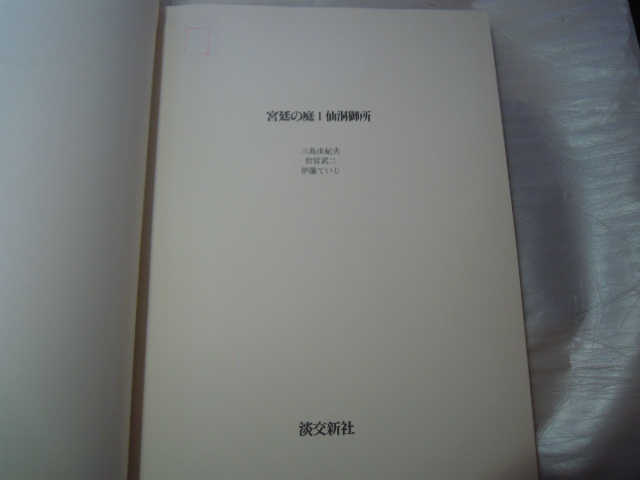 宮廷の庭Ⅰ仙洞御所
三島由紀夫
岩宮武二
伊藤ていじ
淡交新社